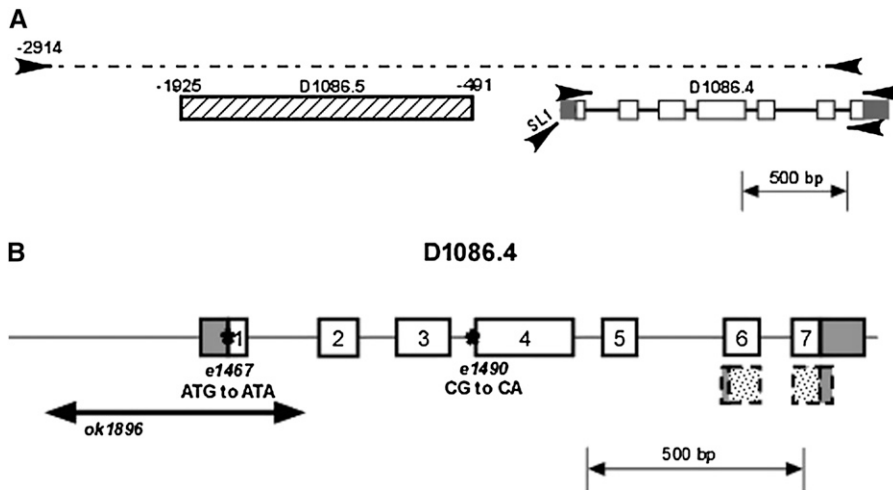 A
-2914
-1925 D1086.5 -491
D1086.4
SL1
500 bp
B D1086.4
1 2 3 4 5 6 7
e1467 e1490
ATG to ATA CG to CA
ok1896
500 bp